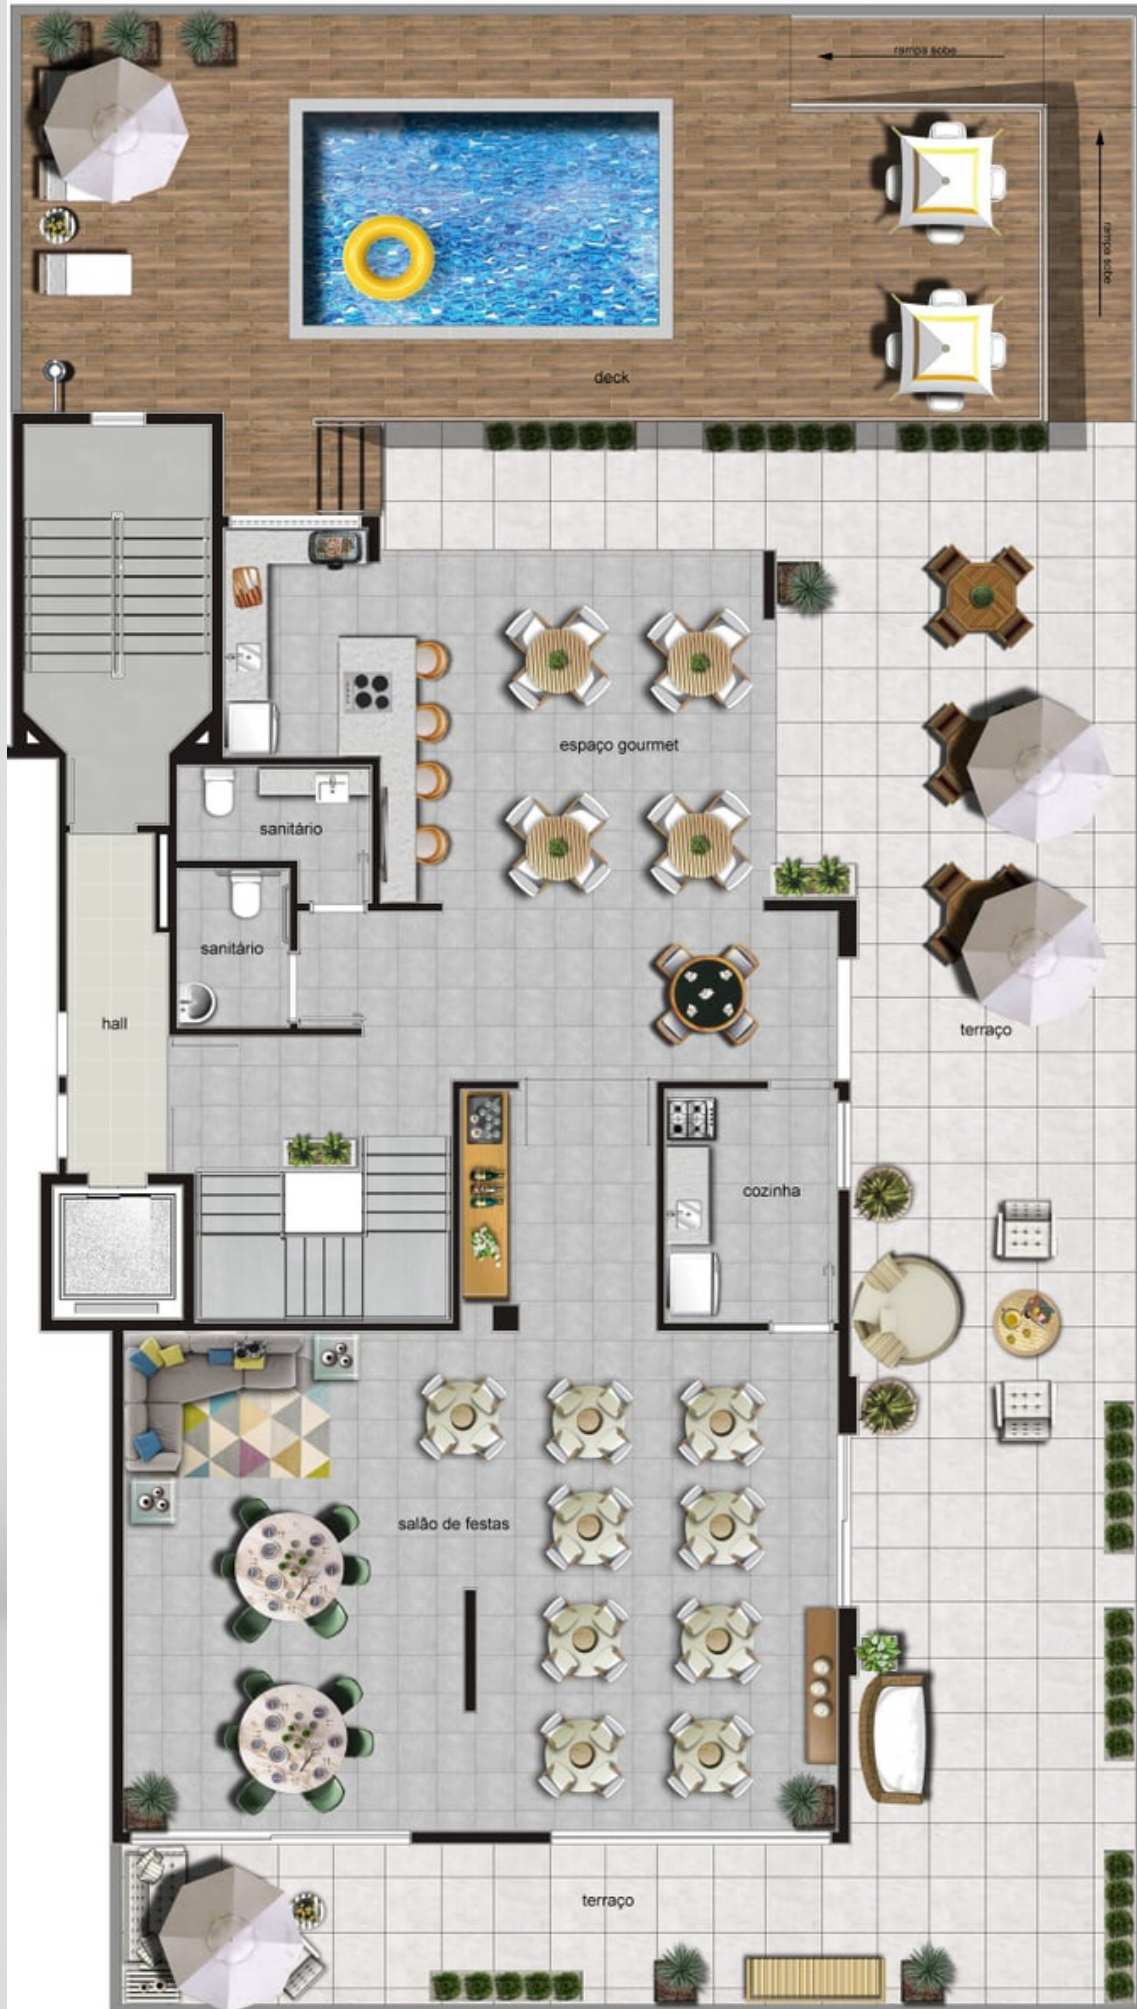 rampa sobe
rampa sobe
deck
espaço gourmet
sanitário
sanitário
hall
terraço
cozinha
salão de festas
terraço